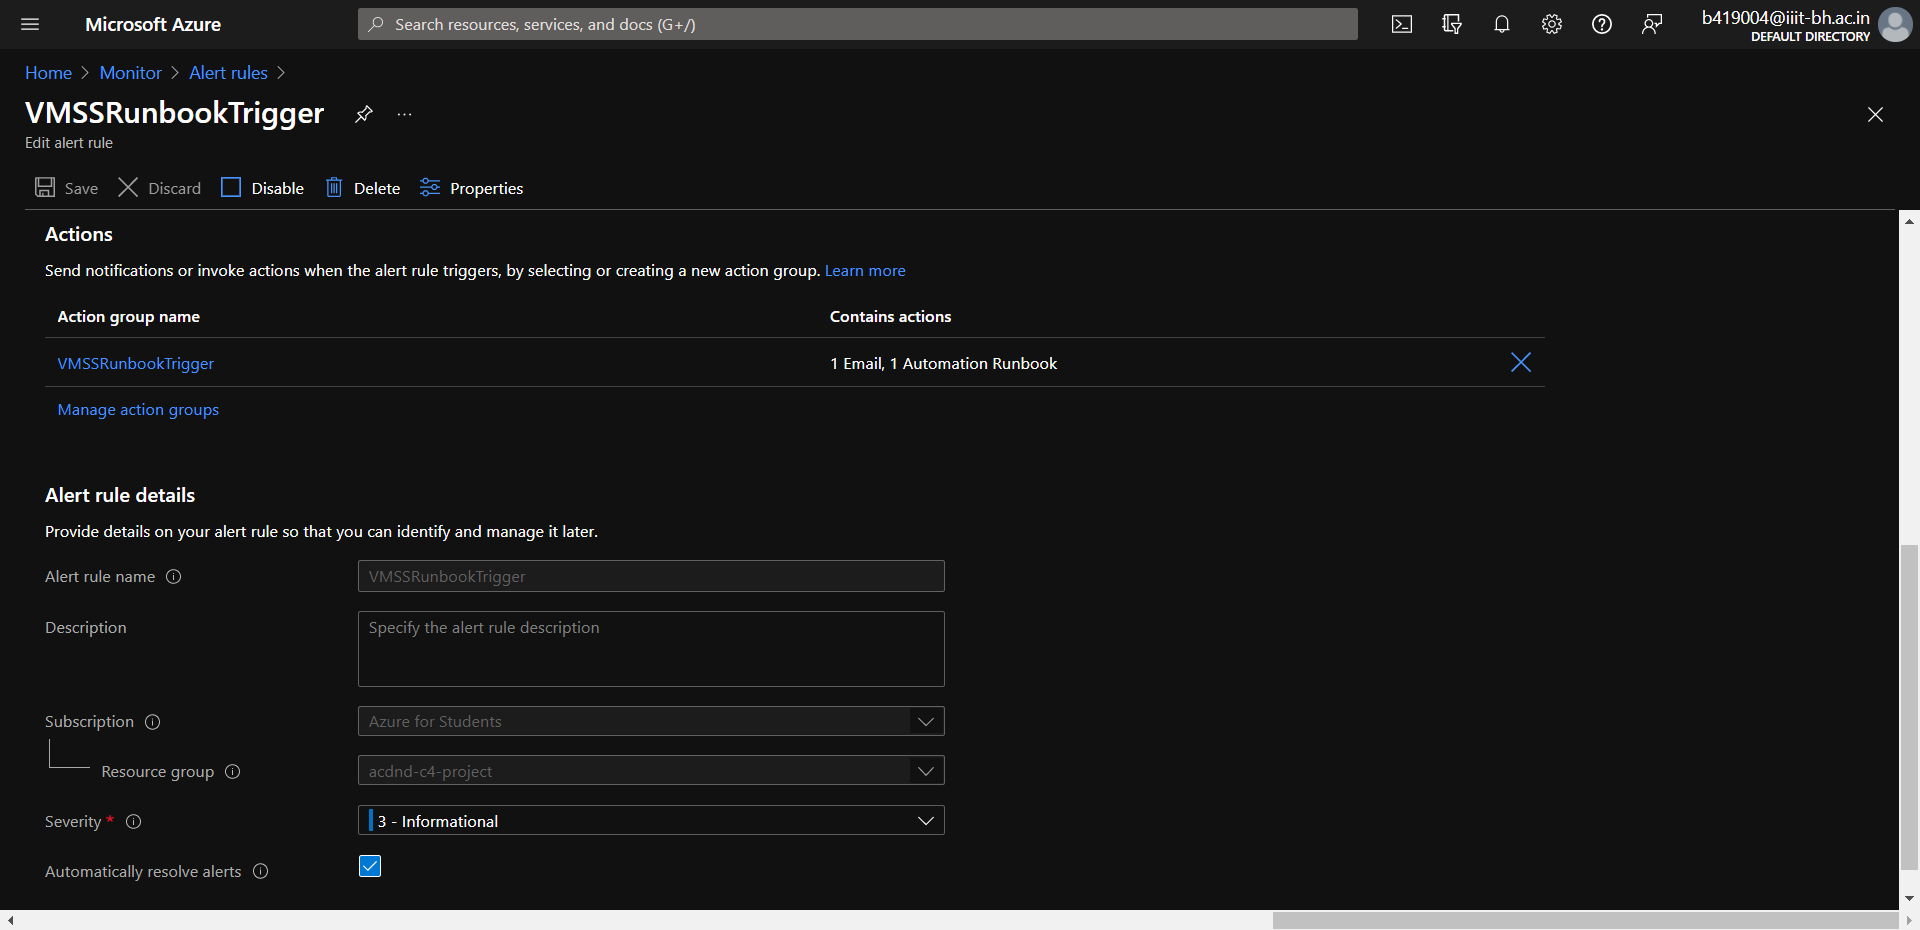 Microsoft Azure
Search resources, services, and docs (G+/)
b419004@iiit-bh.ac.in
DEFAULT DIRECTORY
Home > Monitor > Alert rules >
VMSSRunbookTrigger ...
Edit alert rule
Save Discard Disable Delete Properties
Actions
Send notifications or invoke actions when the alert rule triggers, by selecting or creating a new action group. Learn more
Action group name Contains actions
VMSSRunbookTrigger 1 Email, 1 Automation Runbook
Manage action groups
Alert rule details
Provide details on your alert rule so that you can identify and manage it later.
Alert rule name VMSSRunbookTrigger
Description Specify the alert rule description
Subscription Azure for Students
Resource group acdnd-c4-project
Severity * 3 - Informational
Automatically resolve alerts